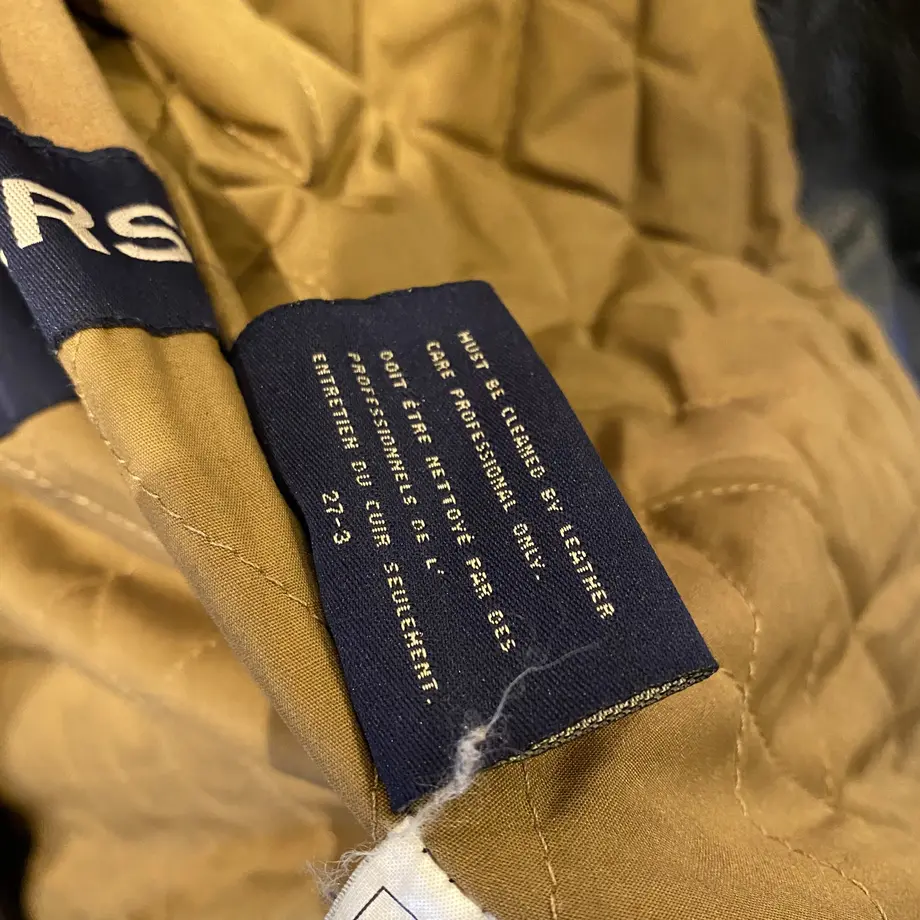 RS
MUST BE CLEANED BY LEATHER
CARE PROFESSIONAL ONLY.
DOIT ÊTRE NETTOYÉ PAR DES
PROFESSIONNELS DE L'
ENTRETIEN DU CUIR SEULEMENT.
27-3